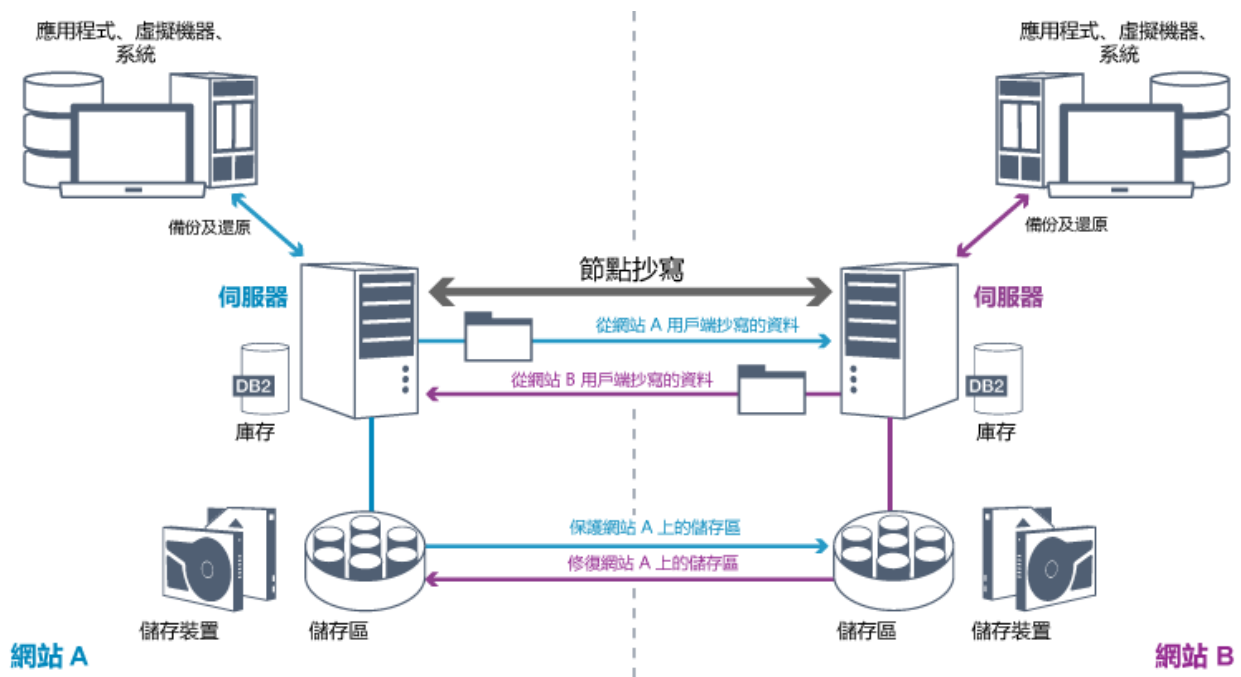 應用程式、虛擬機器、
系統
應用程式、虛擬機器、
系統
備份及還原
備份及還原
節點抄寫
伺服器
伺服器
從網站 A 用戶端抄寫的資料
從網站 B 用戶端抄寫的資料
DB2
DB2
庫存
庫存
保護網站 A 上的儲存區
修復網站 A 上的儲存區
儲存裝置
儲存區
儲存區
儲存裝置
網站 A
網站 B